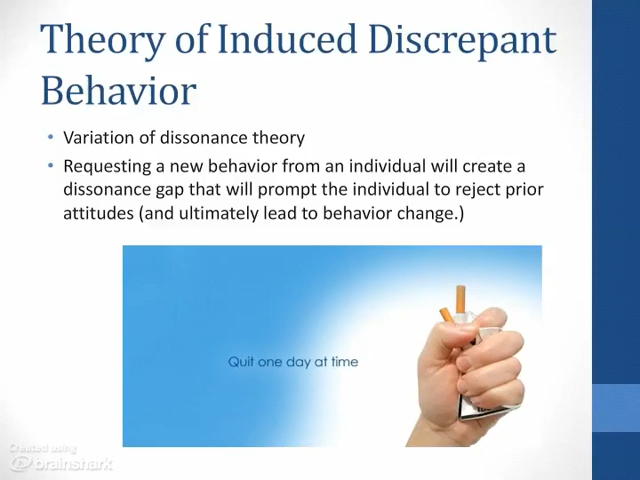 Theory of Induced Discrepant
Behavior
• Variation of dissonance theory
• Requesting a new behavior from an individual will create a
dissonance gap that will prompt the individual to reject prior
attitudes (and ultimately lead to behavior change.)
Quit one day at time
Created using
brainshark